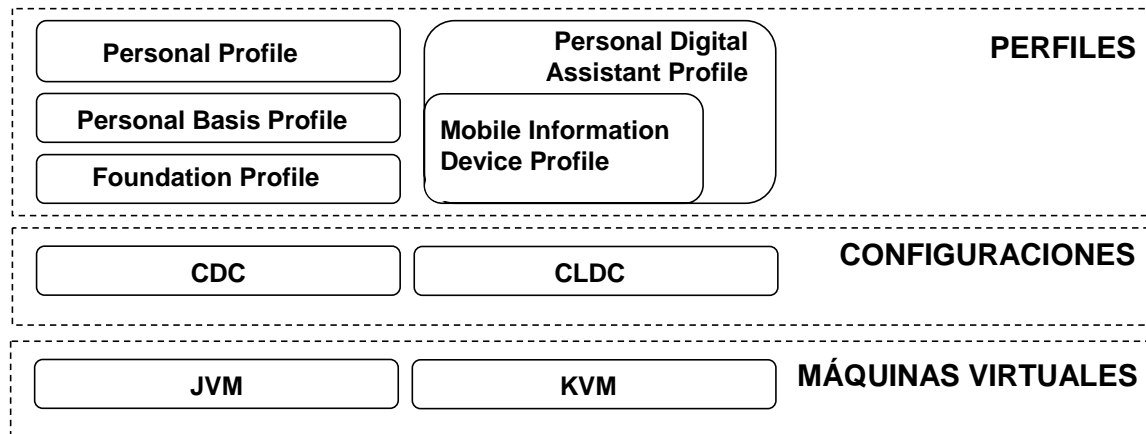 Personal Profile
Personal Basis Profile
Foundation Profile
Personal Digital
Assistant Profile
Mobile Information
Device Profile
PERFILES
CDC
CLDC
CONFIGURACIONES
JVM
KVM
MÁQUINAS VIRTUALES